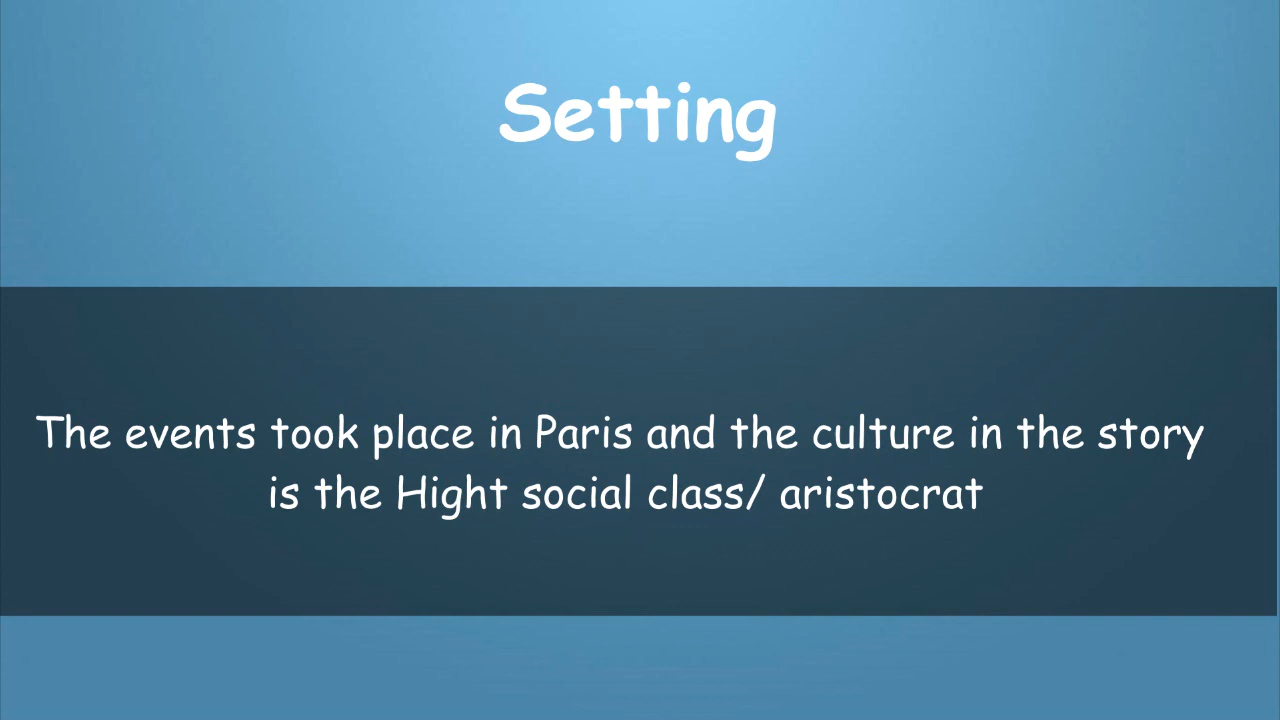 Setting
The events took place in Paris and the culture in the story
is the Hight social class/ aristocrat